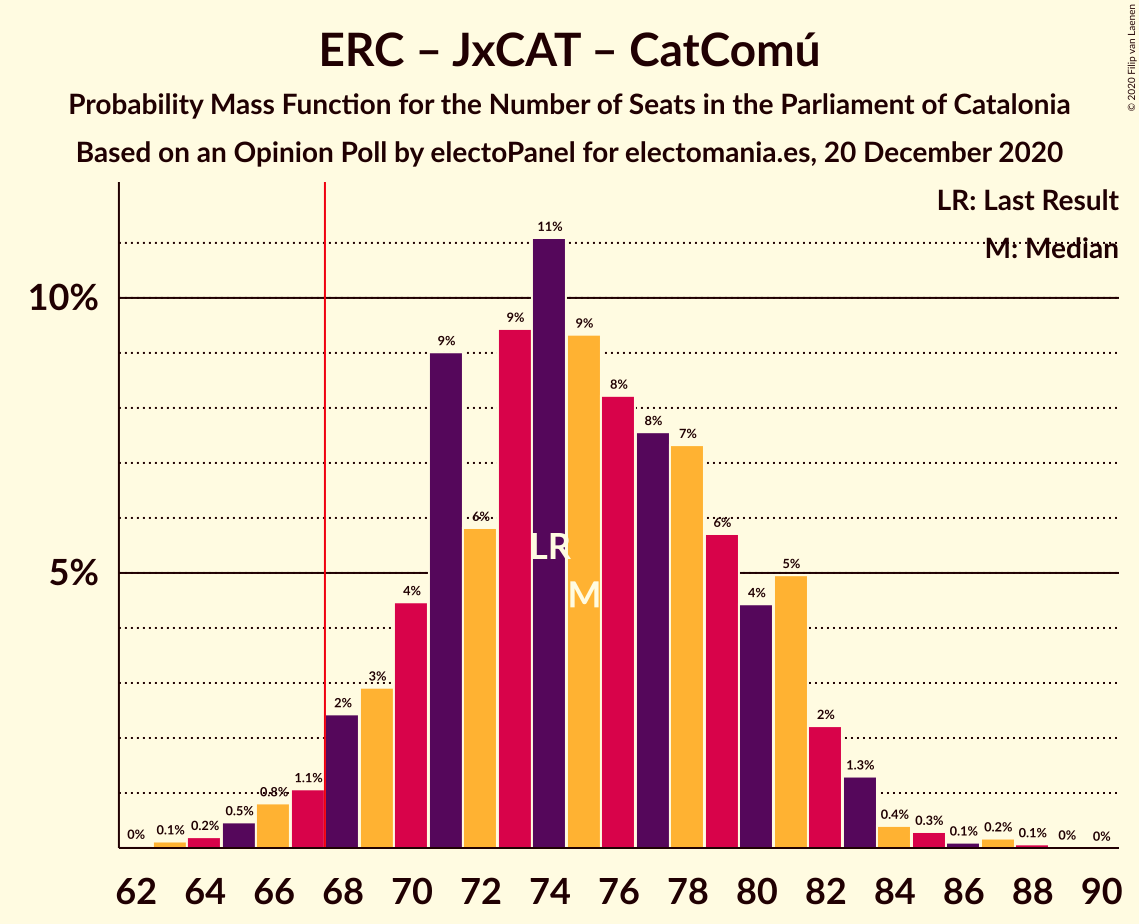 ERC – JxCAT – CatComú
Probability Mass Function for the Number of Seats in the Parliament of Catalonia
Based on an Opinion Poll by electoPanel for electomania.es, 20 December 2020
© 2020 Filip van Laenen
LR: Last Result
M: Median
10%
5%
0% 0.1% 0.2% 0.5% 0.8% 1.1% 2% 3% 4% 9% 6% 9% 11% 9% 8% 8% 7% 6% 4% 5% 2% 1.3% 0.4% 0.3% 0.1% 0.2% 0.1% 0% 0%
LR
M
62 64 66 68 70 72 74 76 78 80 82 84 86 88 90